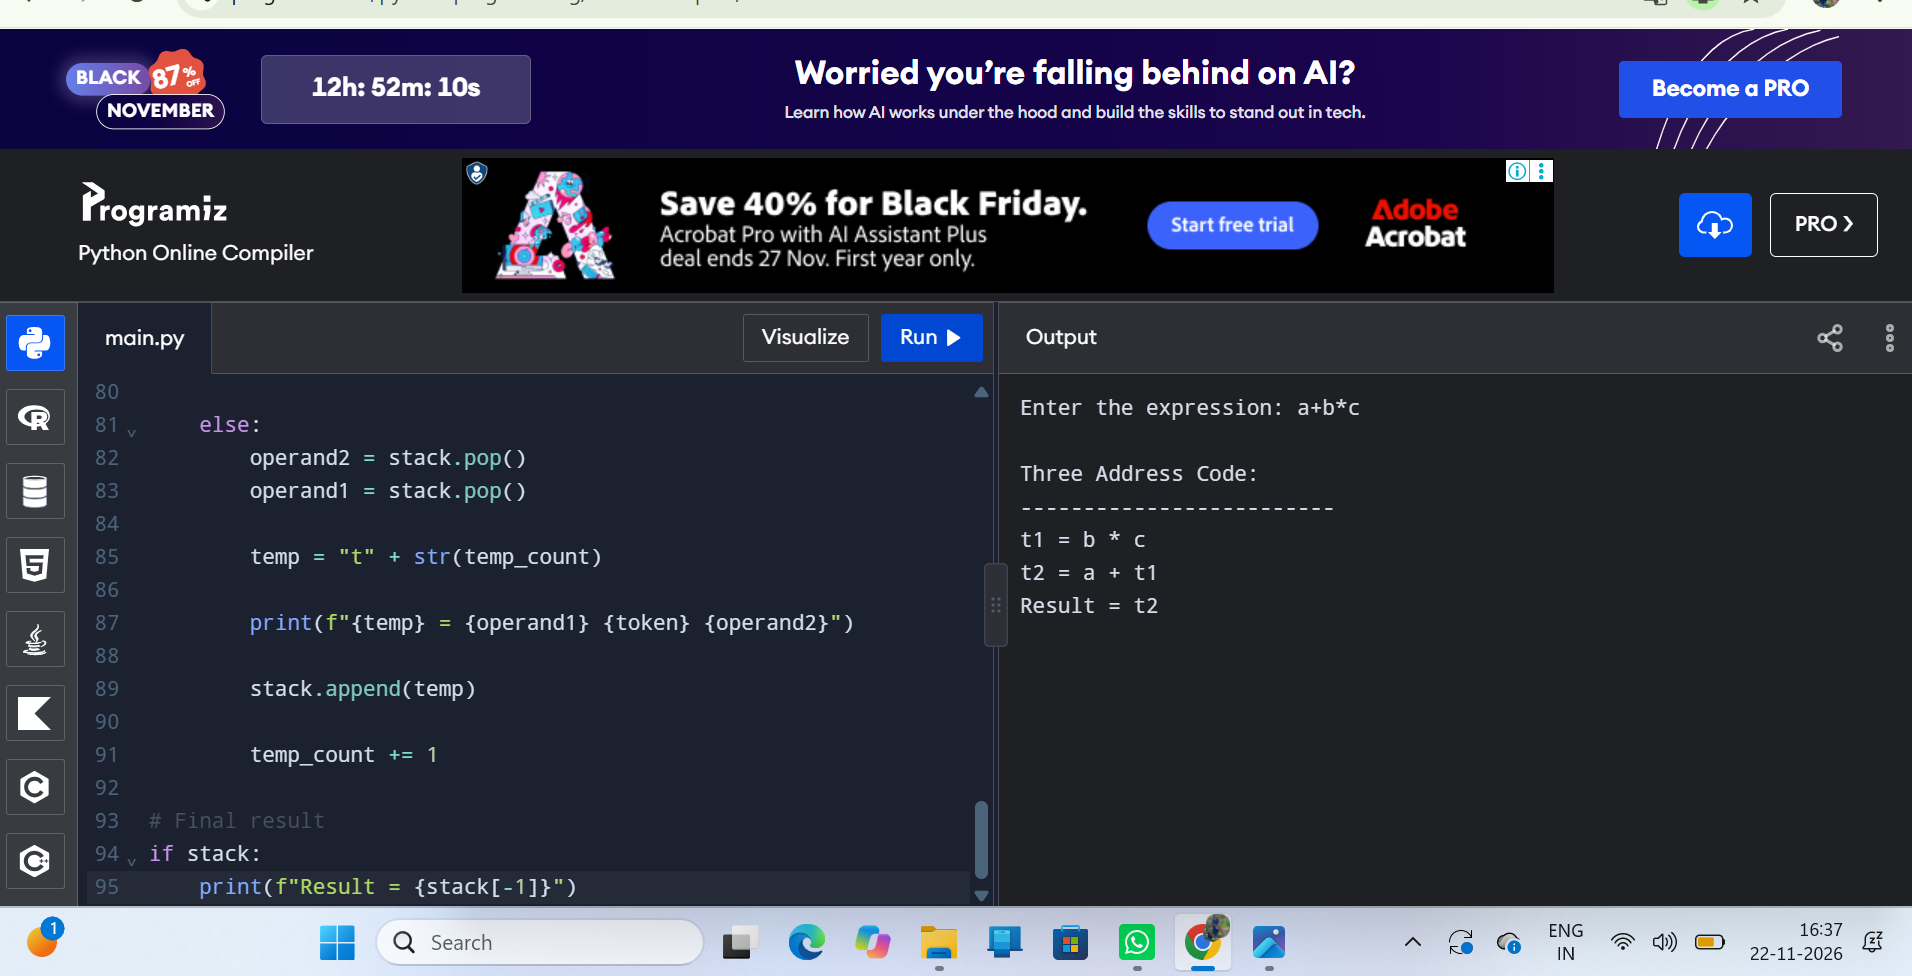 BLACK 87% OFF
NOVEMBER
12h: 52m: 10s
Worried you're falling behind on AI?
Learn how AI works under the hood and build the skills to stand out in tech.
Become a PRO
Programiz
Python Online Compiler
Save 40% for Black Friday.
Acrobat Pro with AI Assistant Plus
deal ends 27 Nov. First year only.
Start free trial
Adobe
Acrobat
PRO
main.py
Visualize
Run
80
81 else:
82 operand2 = stack.pop()
83 operand1 = stack.pop()
84
85 temp = "t" + str(temp_count)
86
87 print(f"{temp} = {operand1} {token} {operand2}")
88
89 stack.append(temp)
90
91 temp_count += 1
92
93 # Final result
94 if stack:
95 print(f"Result = {stack[-1]}")
Output
Enter the expression: a+b*c
Three Address Code:
-------------------------
t1 = b * c
t2 = a + t1
Result = t2
1
Search
ENG
IN
16:37
22-11-2026